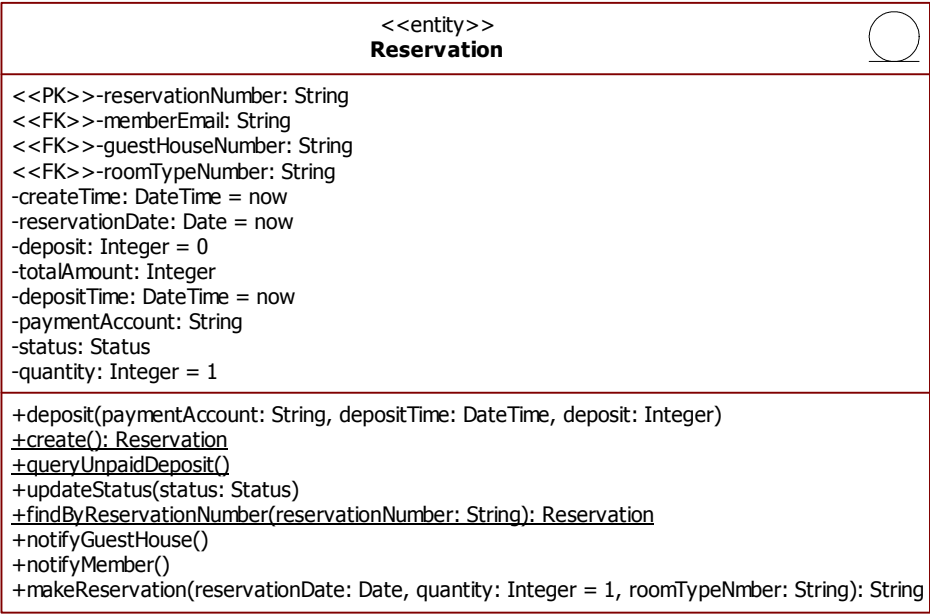 <<entity>>
Reservation
<<PK>>-reservationNumber: String
<<FK>>-memberEmail: String
<<FK>>-guestHouseNumber: String
<<FK>>-roomTypeNumber: String
-createTime: DateTime = now
-reservationDate: Date = now
-deposit: Integer = 0
-totalAmount: Integer
-depositTime: DateTime = now
-paymentAccount: String
-status: Status
-quantity: Integer = 1
+deposit(paymentAccount: String, depositTime: DateTime, deposit: Integer)
+create(): Reservation
+queryUnpaidDeposit()
+updateStatus(status: Status)
+findByReservationNumber(reservationNumber: String): Reservation
+notifyGuestHouse()
+notifyMember()
+makeReservation(reservationDate: Date, quantity: Integer = 1, roomTypeNmber: String): String